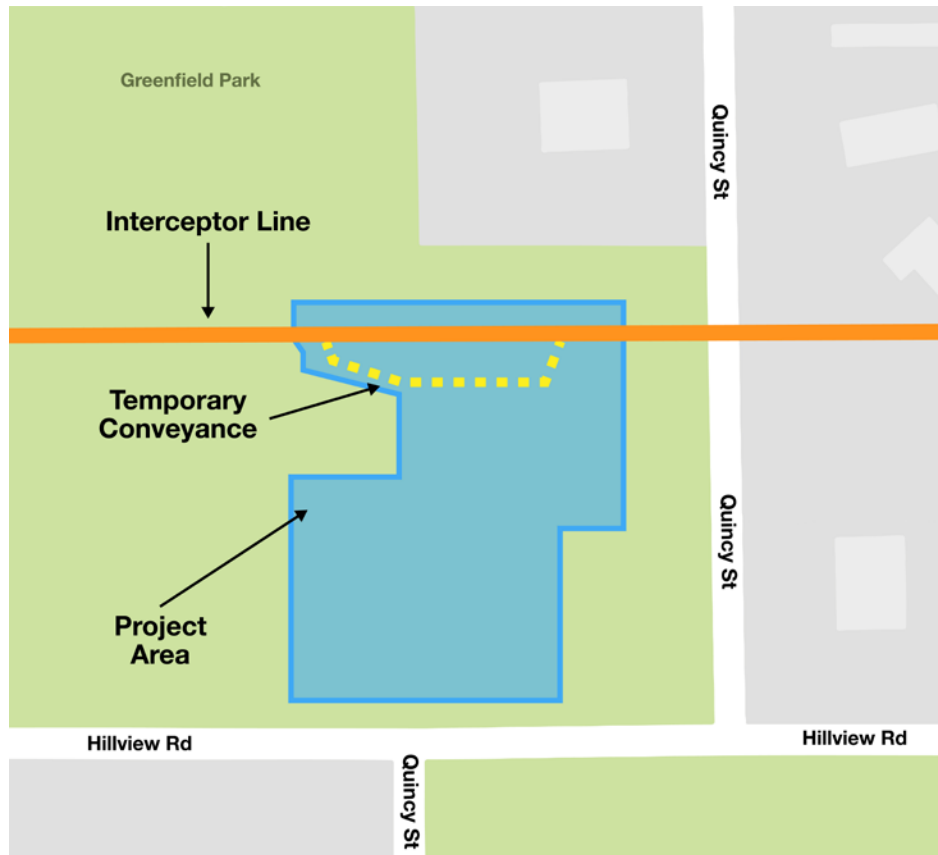 Greenfield Park
Quincy St
Interceptor Line
Temporary
Conveyance
Quincy St
Project
Area
Hillview Rd
Hillview Rd
Quincy St